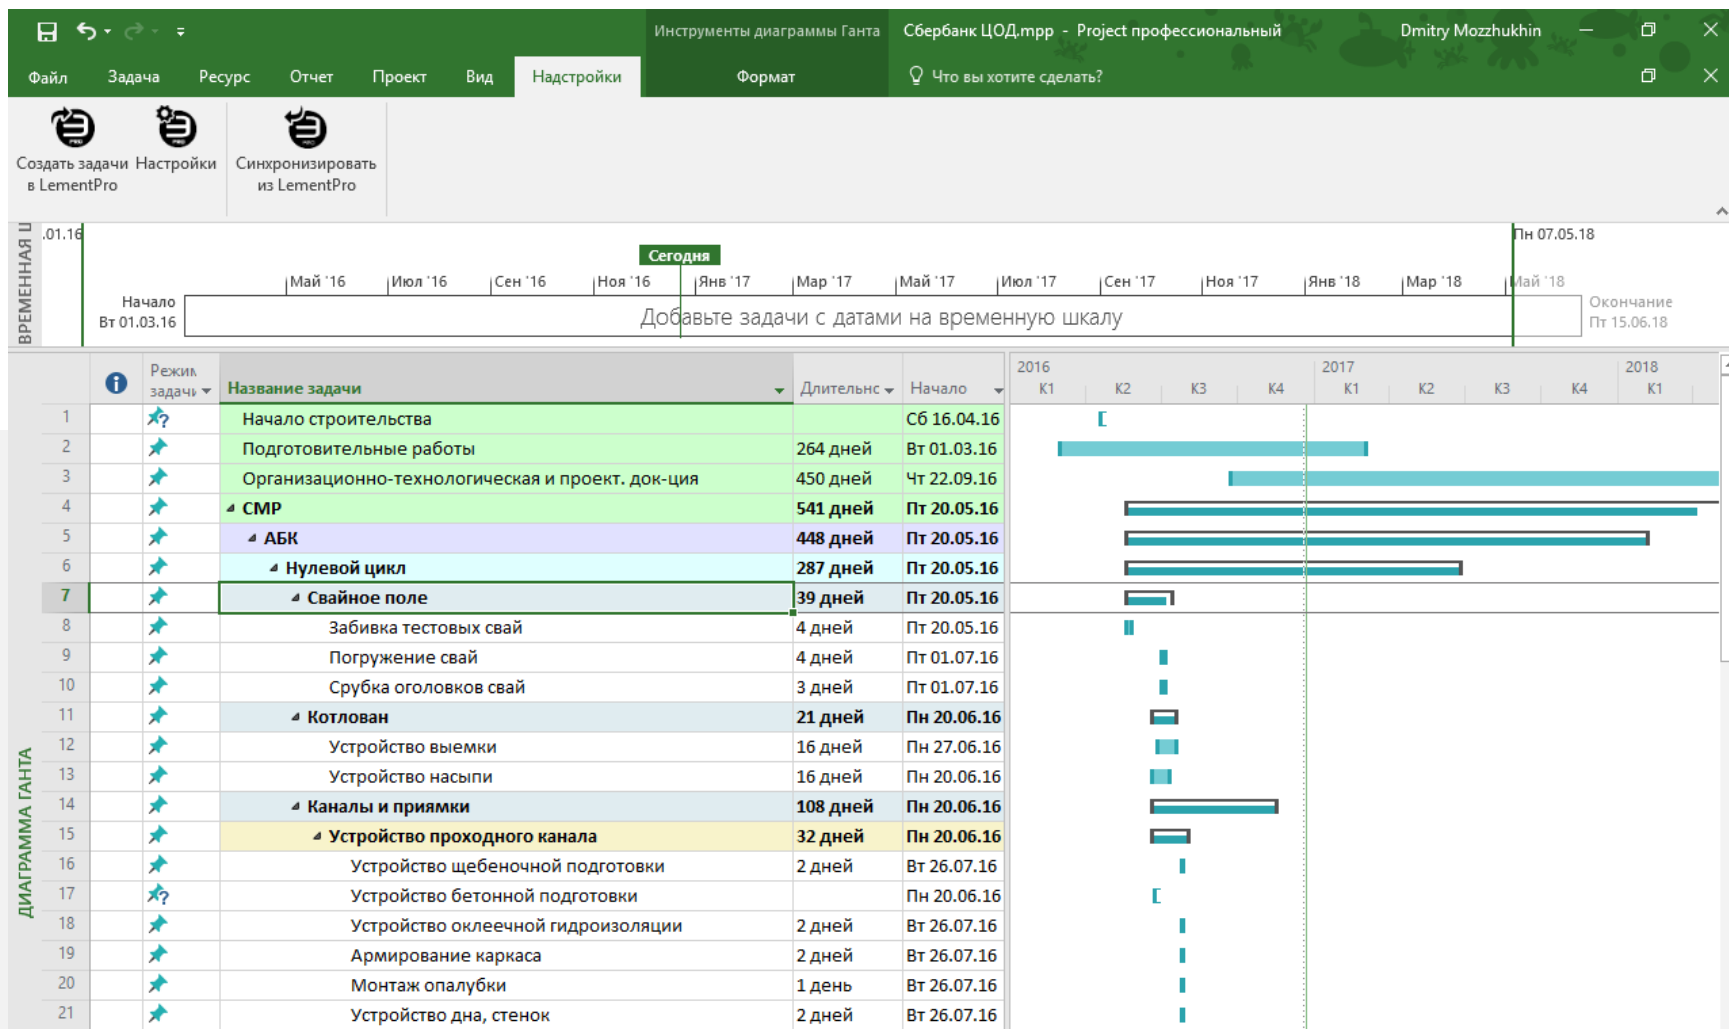 Инструменты диаграммы Ганта
Сбербанк ЦОД.mpp - Project профессиональный
Dmitry Mozzhukhin
Файл Задача Ресурс Отчет Проект Вид Надстройки Формат Что вы хотите сделать?
Создать задачи в LementPro
Настройки
Синхронизировать из LementPro
ВРЕМЕННАЯ Ш
.01.16
Пн 07.05.18
Сегодня
Май '16 Июл '16 Сен '16 Ноя '16 Янв '17 Мар '17 Май '17 Июл '17 Сен '17 Ноя '17 Янв '18 Мар '18 Май '18
Начало
Вт 01.03.16
Добавьте задачи с датами на временную шкалу
Окончание
Пт 15.06.18
Режим задачи Название задачи Длительнс Начало
2016 2017 2018
К1 К2 К3 К4 К1 К2 К3 К4 К1
ДИАГРАММА ГАНТА
1 Начало строительства Сб 16.04.16
2 Подготовительные работы 264 дней Вт 01.03.16
3 Организационно-технологическая и проект. док-ция 450 дней Чт 22.09.16
4 СМР 541 дней Пт 20.05.16
5 АБК 448 дней Пт 20.05.16
6 Нулевой цикл 287 дней Пт 20.05.16
7 Свайное поле 39 дней Пт 20.05.16
8 Забивка тестовых свай 4 дней Пт 20.05.16
9 Погружение свай 4 дней Пт 01.07.16
10 Срубка оголовков свай 3 дней Пт 01.07.16
11 Котлован 21 дней Пн 20.06.16
12 Устройство выемки 16 дней Пн 27.06.16
13 Устройство насыпи 16 дней Пн 20.06.16
14 Каналы и приямки 108 дней Пн 20.06.16
15 Устройство проходного канала 32 дней Пн 20.06.16
16 Устройство щебеночной подготовки 2 дней Вт 26.07.16
17 Устройство бетонной подготовки Пн 20.06.16
18 Устройство оклеечной гидроизоляции 2 дней Вт 26.07.16
19 Армирование каркаса 2 дней Вт 26.07.16
20 Монтаж опалубки 1 день Вт 26.07.16
21 Устройство дна, стенок 2 дней Вт 26.07.16